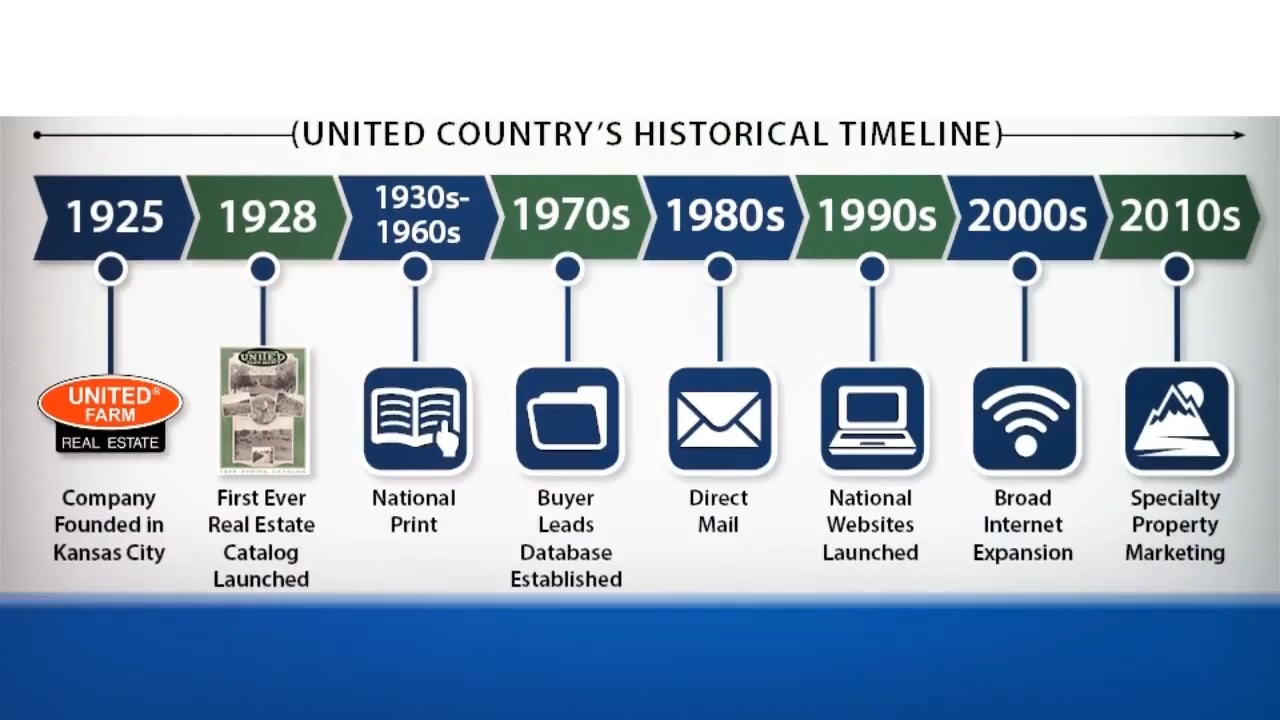 (UNITED COUNTRY'S HISTORICAL TIMELINE)
1925
1928
1930s-
1960s
1970s
1980s
1990s
2000s
2010s
UNITED®
FARM
REAL ESTATE
UNITED
Company
Founded in
Kansas City
First Ever
Real Estate
Catalog
Launched
National
Print
Buyer
Leads
Database
Established
Direct
Mail
National
Websites
Launched
Broad
Internet
Expansion
Specialty
Property
Marketing